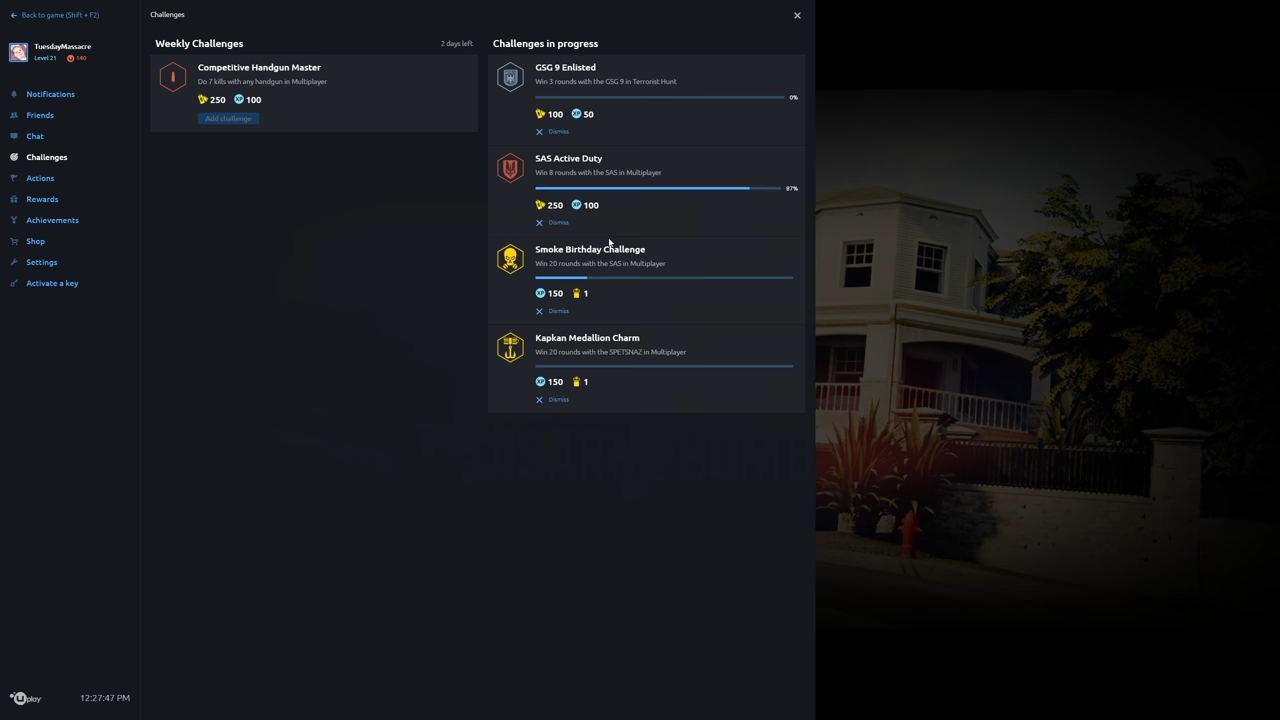 Back to game (Shift + F2)
TuesdayMassacre
Level 21 140
Notifications
Friends
Chat
Challenges
Actions
Rewards
Achievements
Shop
Settings
Activate a key
uplay
12:27:47 PM
Challenges
Weekly Challenges
2 days left
Competitive Handgun Master
Do 7 kills with any handgun in Multiplayer
250 XP 100
Add challenge
Challenges in progress
GSG 9 Enlisted
Win 3 rounds with the GSG 9 in Terrorist Hunt
0%
100 XP 50
Dismiss
SAS Active Duty
Win 8 rounds with the SAS in Multiplayer
87%
250 XP 100
Dismiss
Smoke Birthday Challenge
Win 20 rounds with the SAS in Multiplayer
XP 150 1
Dismiss
Kapkan Medallion Charm
Win 20 rounds with the SPETSNAZ in Multiplayer
XP 150 1
Dismiss